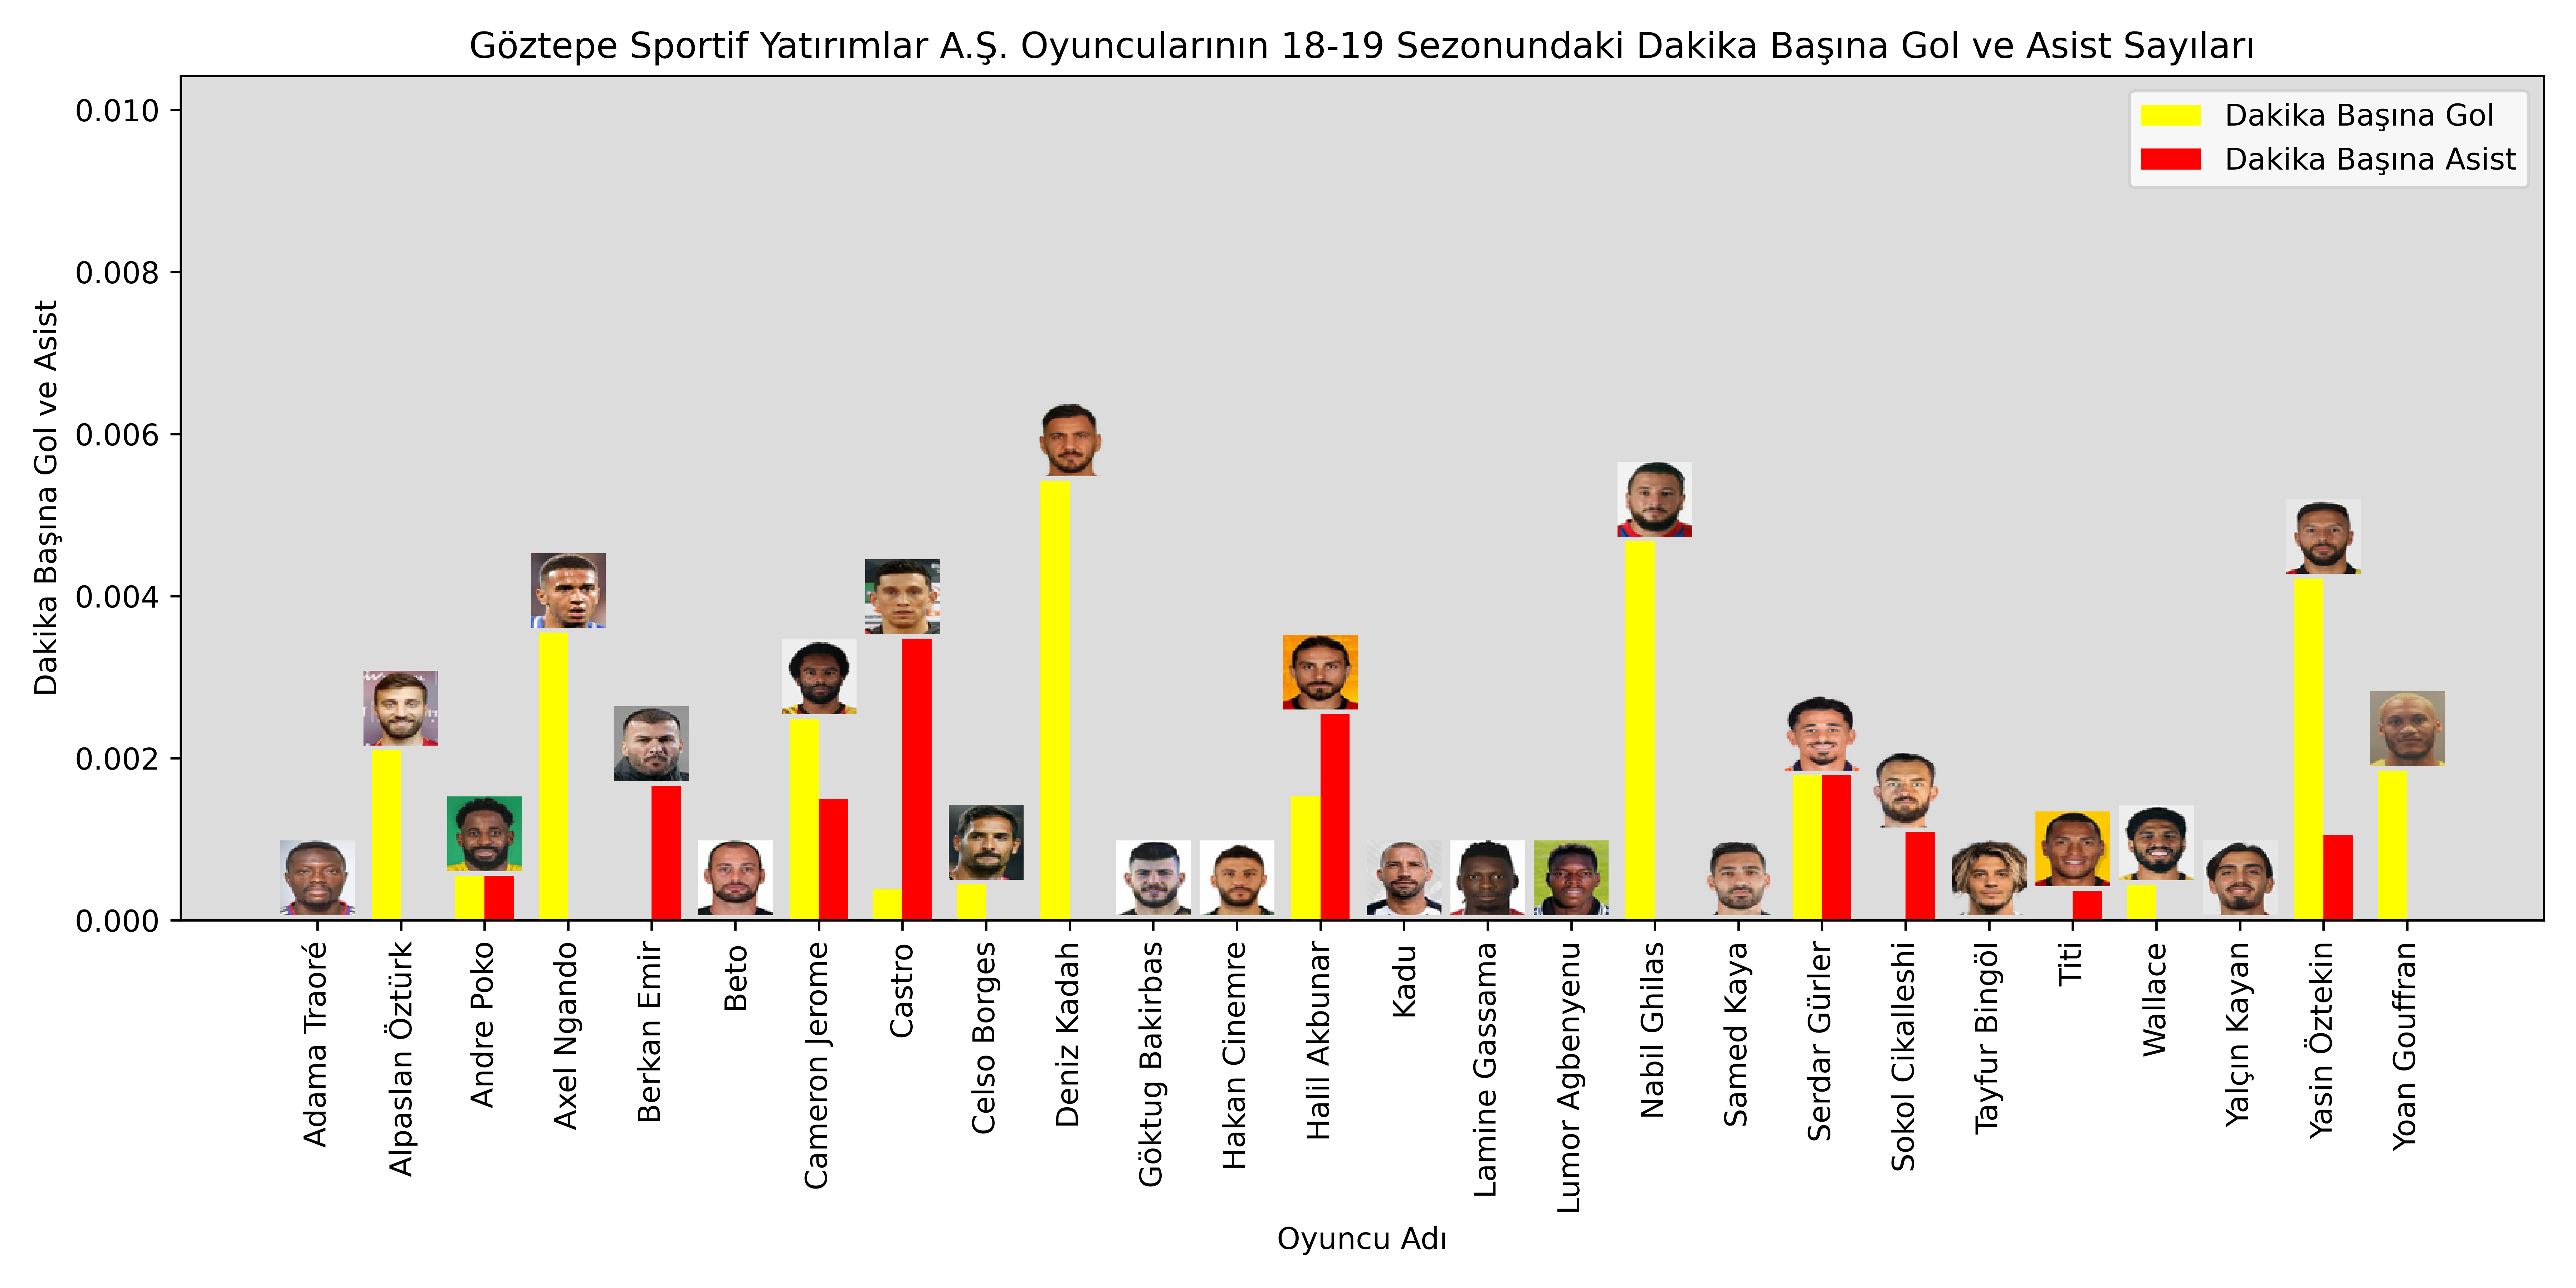 Göztepe Sportif Yatırımlar A.Ş. Oyuncularının 18-19 Sezonundaki Dakika Başına Gol ve Asist Sayıları
Dakika Başına Gol
Dakika Başına Asist
Dakika Başına Gol ve Asist
0.010
0.008
0.006
0.004
0.002
0.000
Adama Traoré
Alpaslan Öztürk
Andre Poko
Axel Ngando
Berkan Emir
Beto
Cameron Jerome
Castro
Celso Borges
Deniz Kadah
Göktug Bakirbas
Hakan Cinemre
Halil Akbunar
Kadu
Lamine Gassama
Lumor Agbenyenu
Nabil Ghilas
Samed Kaya
Serdar Gürler
Sokol Cikalleshi
Tayfur Bingöl
Titi
Wallace
Yalçın Kayan
Yasin Öztekin
Yoan Gouffran
Oyuncu Adı